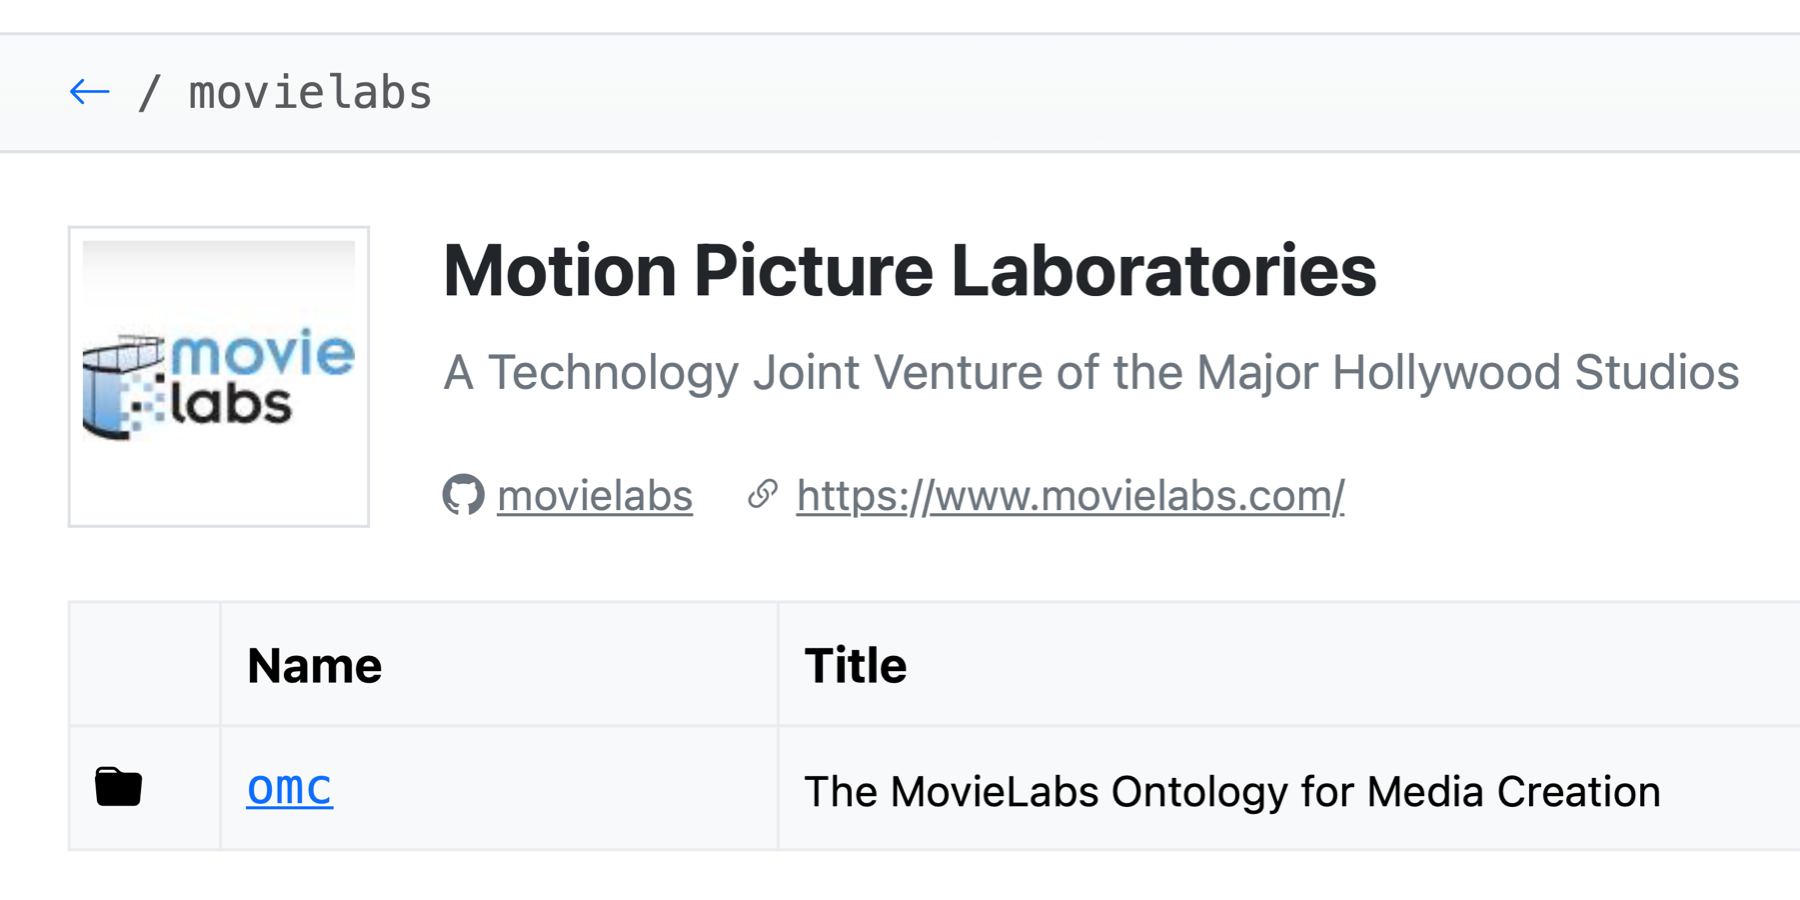 ← / movielabs
movie
labs
Motion Picture Laboratories
A Technology Joint Venture of the Major Hollywood Studios
movielabs https://www.movielabs.com/
Name Title
omc The MovieLabs Ontology for Media Creation